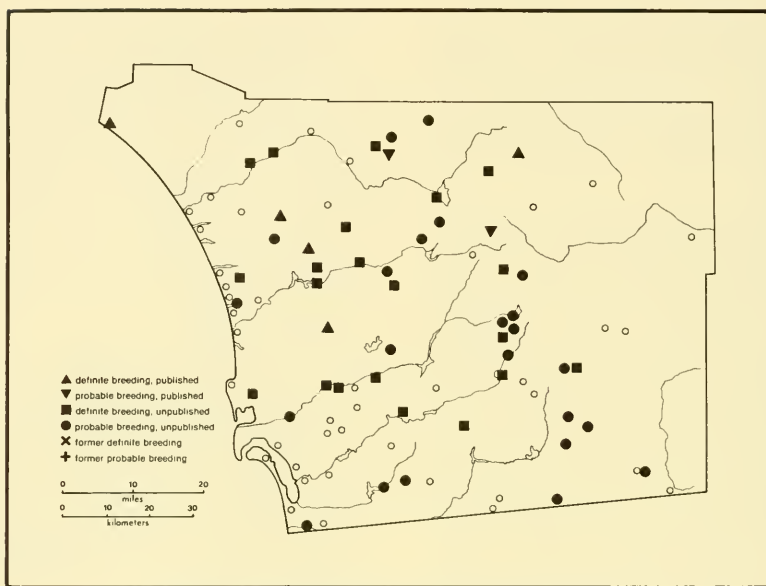 ▲ definite breeding, published
▼ probable breeding, published
■ definite breeding, unpublished
● probable breeding, unpublished
✕ former definite breeding
+ former probable breeding
0 10 20
miles
0 10 20 30
kilometers